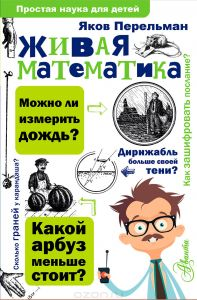 Простая наука для детей
Яков Перельман
ЖИВАЯ
МАТЕМАТИКА
Можно ли
измерить
дождь?
Дирижабль
больше своей
тени?
Как зашифровать послание?
Сколько граней у карандаша?
Какой
арбуз
меньше
стоит?
Аванта